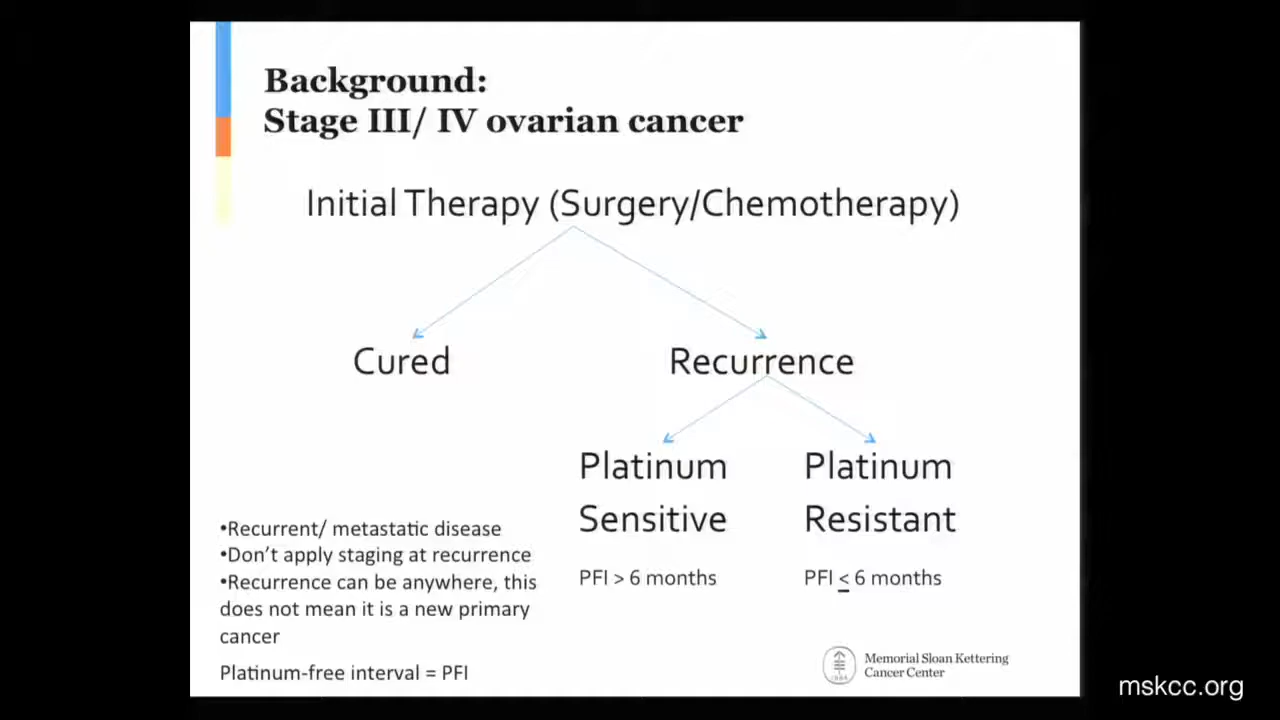 Background:
Stage III/ IV ovarian cancer
Initial Therapy (Surgery/Chemotherapy)
Cured
Recurrence
Platinum
Sensitive
PFI > 6 months
Platinum
Resistant
PFI < 6 months
•Recurrent/ metastatic disease
•Don't apply staging at recurrence
•Recurrence can be anywhere, this
does not mean it is a new primary
cancer
Platinum-free interval = PFI
Memorial Sloan Kettering
Cancer Center
mskcc.org